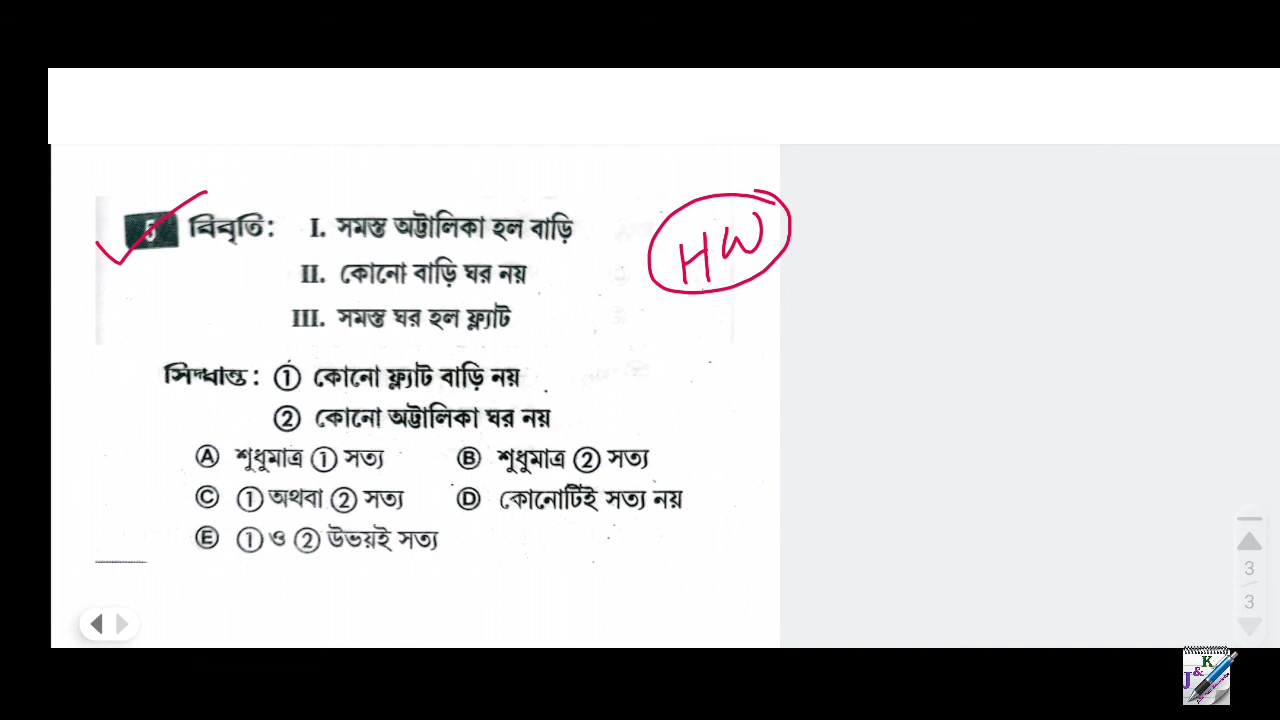 5 বিবৃতি: I. সমস্ত অট্টালিকা হল বাড়ি
HW
II. কোনো বাড়ি ঘর নয়
III. সমস্ত ঘর হল ফ্ল্যাট
সিদ্ধান্ত: ① কোনো ফ্ল্যাট বাড়ি নয়
② কোনো অট্টালিকা ঘর নয়
Ⓐ শুধুমাত্র ① সত্য Ⓑ শুধুমাত্র ② সত্য
Ⓒ ① অথবা ② সত্য Ⓓ কোনোটিই সত্য নয়
Ⓔ ① ও ② উভয়ই সত্য
3
3
J&K